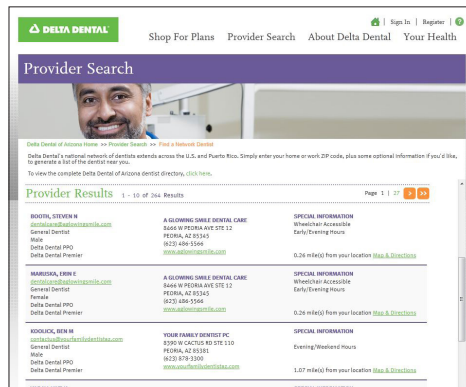 DELTA DENTAL
Sign In | Register |
Shop For Plans Provider Search About Delta Dental Your Health
Provider Search
Delta Dental of Arizona Home >> Provider Search >> Find a Network Dentist
Delta Dental's national network of dentists extends across the U.S. and Puerto Rico. Simply enter your home or work ZIP code, plus some optional information if you'd like,
to generate a list of the dentist near you.
To view the complete Delta Dental of Arizona dentist directory, click here.
Provider Results 1 - 10 of 264 Results Page 1 | 27 > >>
BOOTH, STEVEN N
dentalcare@aglowingsmile.com
General Dentist
Male
Delta Dental PPO
Delta Dental Premier
A GLOWING SMILE DENTAL CARE
8466 W PEORIA AVE STE 12
PEORIA, AZ 85345
(623) 486-5566
www.aglowingsmile.com
SPECIAL INFORMATION
Wheelchair Accessible
Early/Evening Hours
0.26 mile(s) from your location Map & Directions
MARUSKA, ERIN E
dentalcare@aglowingsmile.com
General Dentist
Female
Delta Dental PPO
Delta Dental Premier
A GLOWING SMILE DENTAL CARE
8466 W PEORIA AVE STE 12
PEORIA, AZ 85345
(623) 486-5566
www.aglowingsmile.com
SPECIAL INFORMATION
Wheelchair Accessible
Early/Evening Hours
0.26 mile(s) from your location Map & Directions
KOOLICK, BEN M
contactus@yourfamilydentistaz.com
General Dentist
Male
Delta Dental PPO
Delta Dental Premier
YOUR FAMILY DENTIST PC
8390 W CACTUS RD STE 110
PEORIA, AZ 85381
(623) 878-3300
www.yourfamilydentistaz.com
SPECIAL INFORMATION
Evening/Weekend Hours
1.07 mile(s) from your location Map & Directions